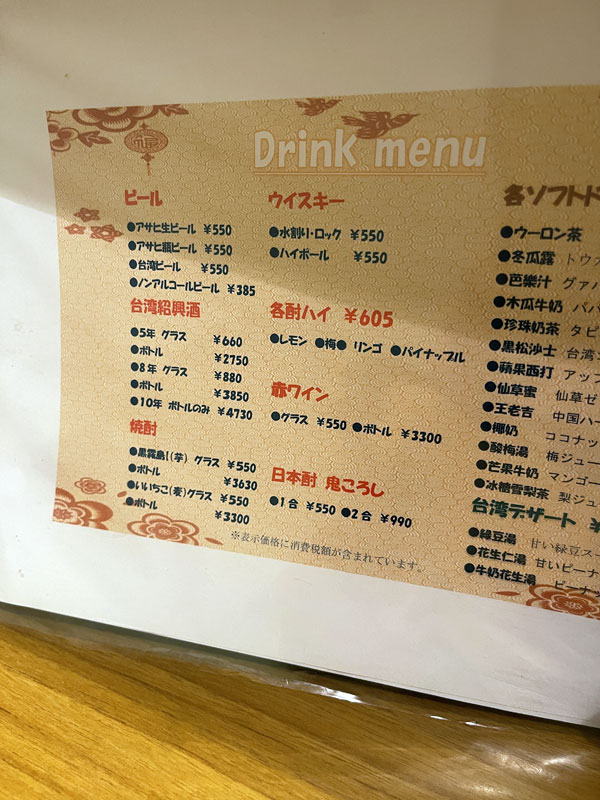 Drink menu
ビール
●アサヒ生ビール ¥550
●アサヒ瓶ビール ¥550
●台湾ビール ¥550
●ノンアルコールビール ¥385
台湾紹興酒
●5年 グラス ¥660
●ボトル ¥2750
●8年 グラス ¥880
●ボトル ¥3850
●10年 ボトルのみ ¥4730
焼酎
●黒霧島(芋) グラス ¥550
●ボトル ¥3630
●いいちこ(麦)グラス ¥550
●ボトル ¥3300
ウイスキー
●水割り・ロック ¥550
●ハイボール ¥550
各酎ハイ ¥605
●レモン ●梅● リンゴ ●パイナップル
赤ワイン
●グラス ¥550 ●ボトル ¥3300
日本酎 鬼ころし
●1合 ¥550 ●2合 ¥990
※表示価格に消費税額が含まれています。
各ソフトド
●ウーロン茶
●冬瓜露 トウガ
●芭樂汁 グァバ
●木瓜牛奶 パパ
●珍珠奶茶 タピ
●黒松沙士 台湾
●蘋果西打 アップ
●仙草蜜 仙草ゼ
●王老吉 中国ハー
●椰奶 ココナッ
●酸梅湯 梅ジュー
●芒果牛奶 マンゴー
●冰糖雪梨茶 梨ジュー
台湾デザート ¥
●緑豆湯 甘い緑豆スー
●花生仁湯 甘いピーナ
●牛奶花生湯 ピーナッ